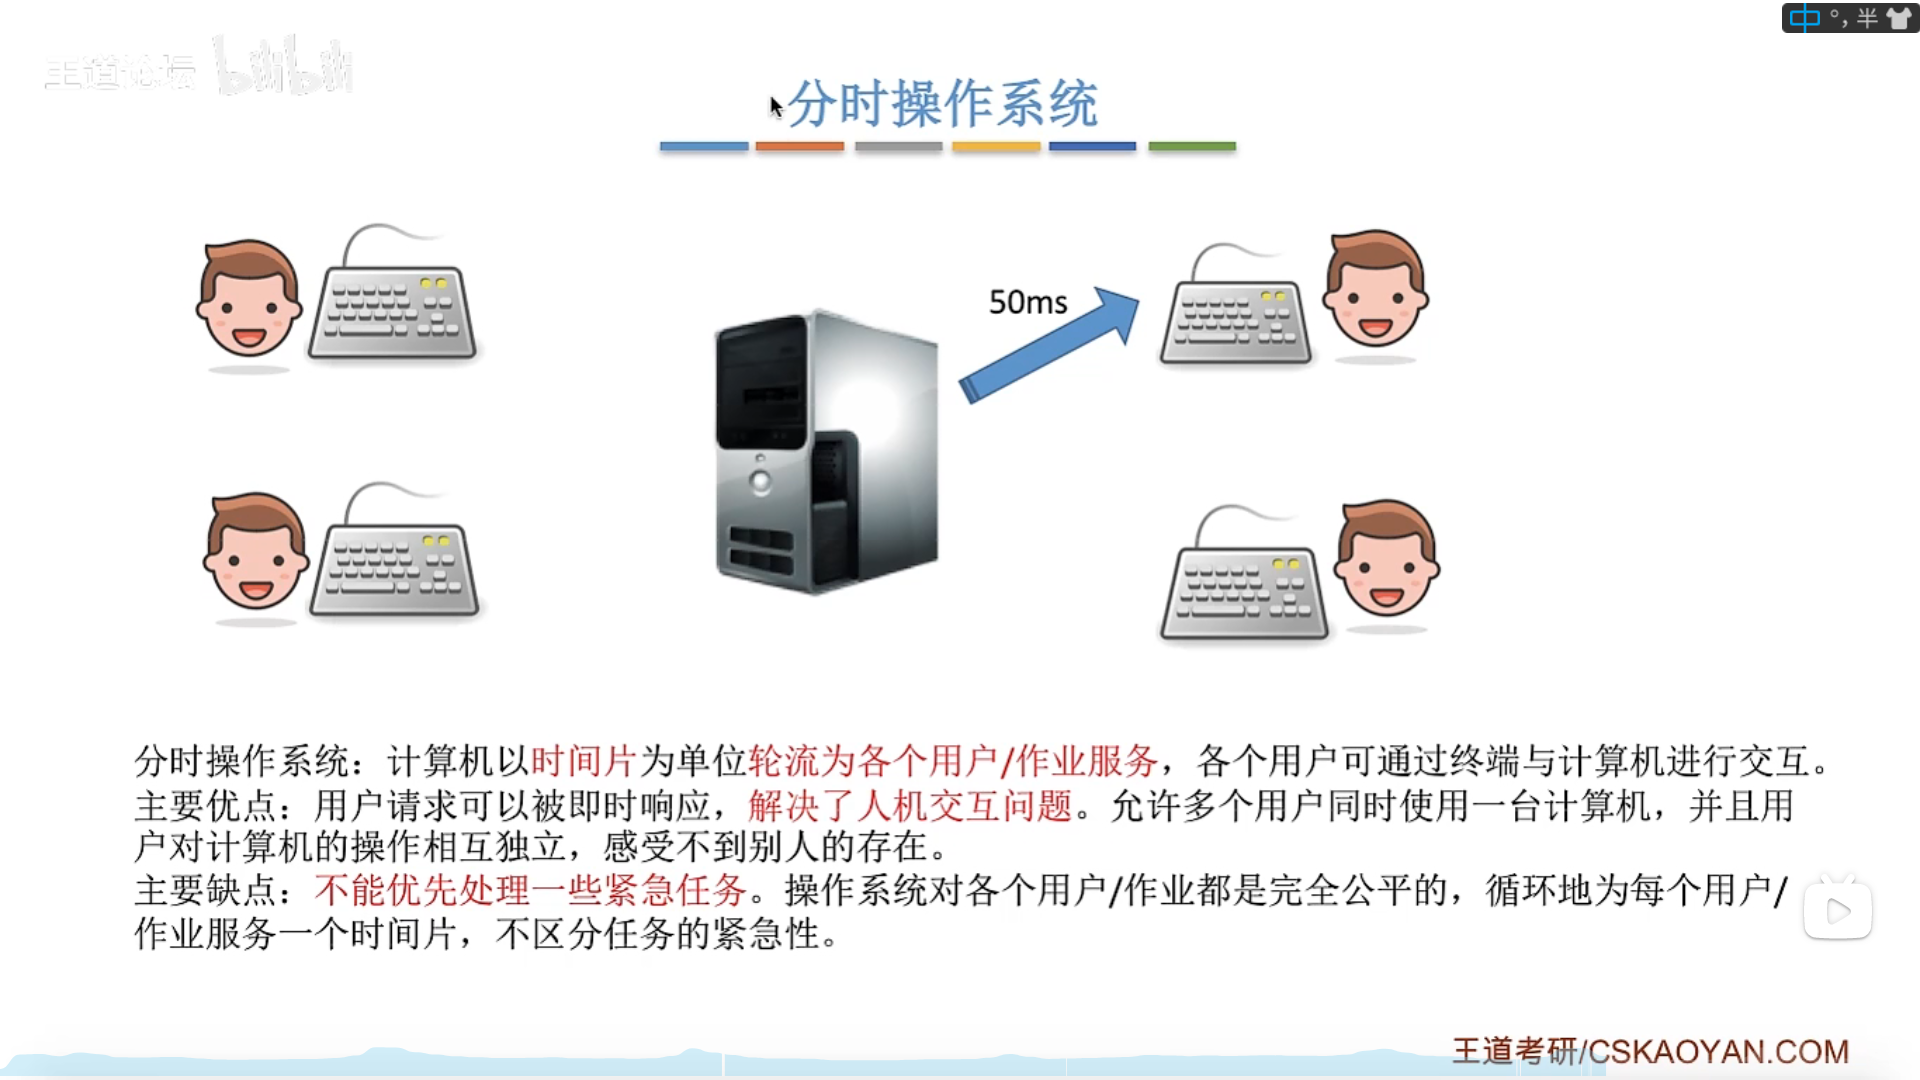 中 °, 半
王道论坛 bilibili
分时操作系统
50ms
分时操作系统：计算机以时间片为单位轮流为各个用户/作业服务，各个用户可通过终端与计算机进行交互。
主要优点：用户请求可以被即时响应，解决了人机交互问题。允许多个用户同时使用一台计算机，并且用
户对计算机的操作相互独立，感受不到别人的存在。
主要缺点：不能优先处理一些紧急任务。操作系统对各个用户/作业都是完全公平的，循环地为每个用户/
作业服务一个时间片，不区分任务的紧急性。
王道考研/CSKAOYAN.COM